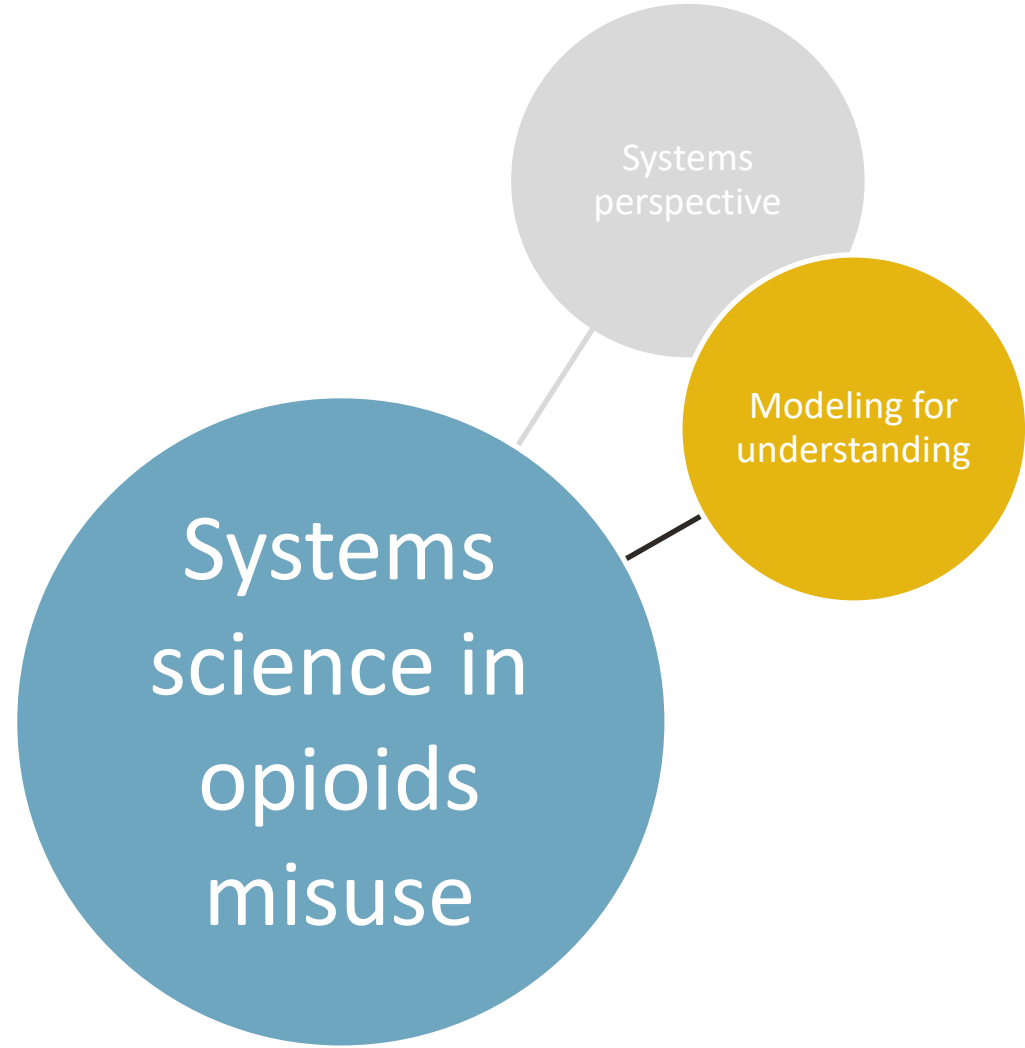 Systems
perspective
Modeling for
understanding
Systems
science in
opioids
misuse